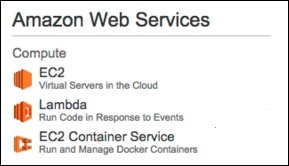 Amazon Web Services
Compute
EC2
Virtual Servers in the Cloud
Lambda
Run Code in Response to Events
EC2 Container Service
Run and Manage Docker Containers